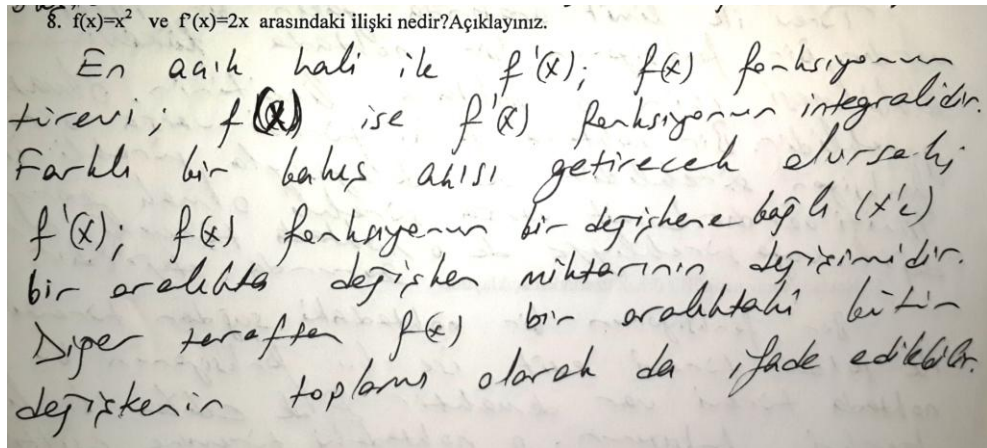 8. f(x)=x² ve f'(x)=2x arasındaki ilişki nedir?Açıklayınız.
En açık hali ile f'(x); f(x) fonksiyonun
türevi; f(x) ise f'(x) fonksiyonun integralidir.
Farklı bir bakış açısı getirecek olursak;
f'(x); f(x) fonksiyonun bir değişkene bağlı (x'e)
bir aralıkta değişken miktarının değişimidir.
Diğer taraftan f(x) bir aralıktaki bütün
değişkenin toplamı olarak da ifade edilebilir.